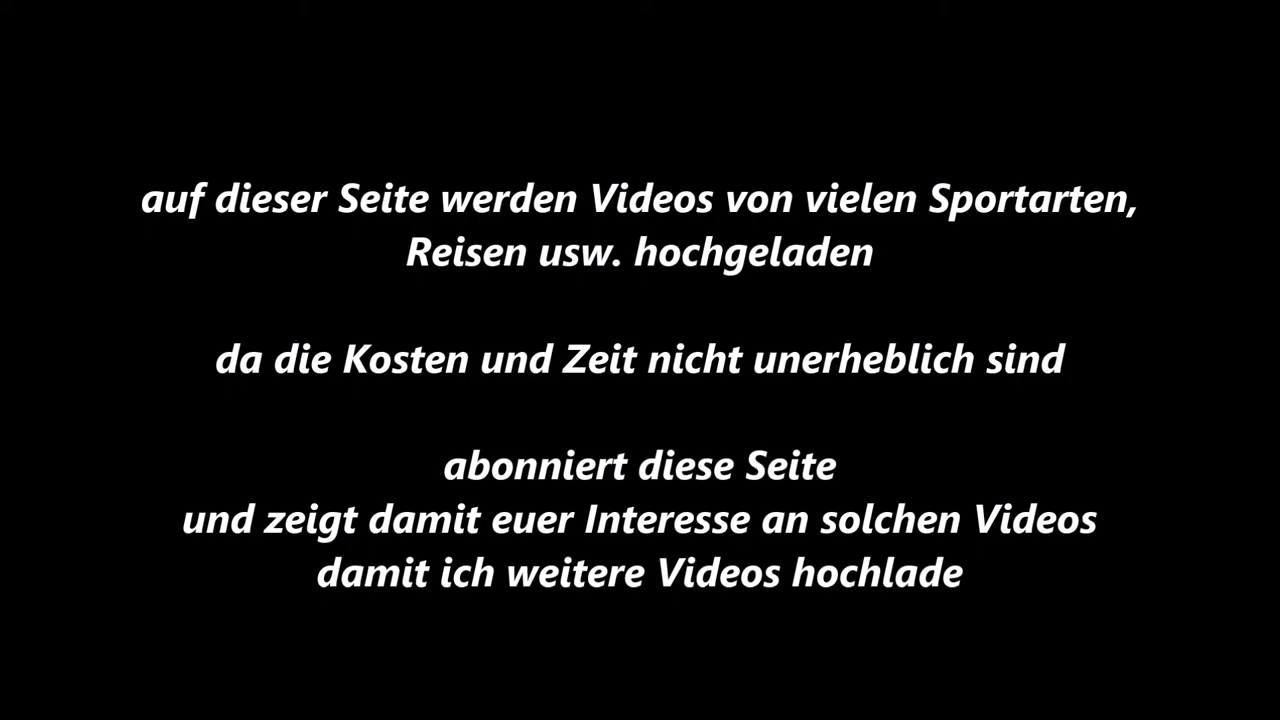 auf dieser Seite werden Videos von vielen Sportarten,
Reisen usw. hochgeladen
da die Kosten und Zeit nicht unerheblich sind
abonniert diese Seite
und zeigt damit euer Interesse an solchen Videos
damit ich weitere Videos hochlade